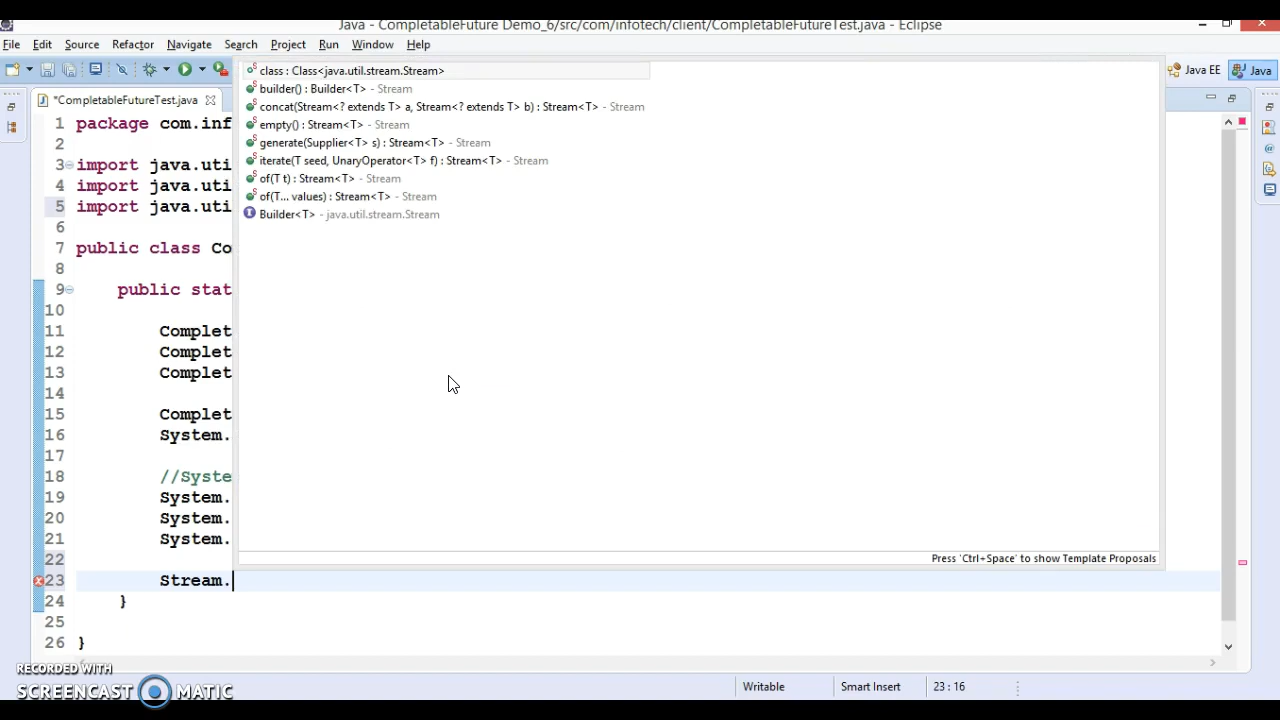 Java - CompletableFuture Demo_6/src/com/infotech/client/CompletableFutureTest.java - Eclipse
File Edit Source Refactor Navigate Search Project Run Window Help
Java EE Java
*CompletableFutureTest.java
class : Class<java.util.stream.Stream>
builder() : Builder<T> - Stream
concat(Stream<? extends T> a, Stream<? extends T> b) : Stream<T> - Stream
empty() : Stream<T> - Stream
generate(Supplier<T> s) : Stream<T> - Stream
iterate(T seed, UnaryOperator<T> f) : Stream<T> - Stream
of(T t) : Stream<T> - Stream
of(T... values) : Stream<T> - Stream
Builder<T> - java.util.stream.Stream
Press 'Ctrl+Space' to show Template Proposals
1 package com.inf
2
3 import java.uti
4 import java.uti
5 import java.uti
6
7 public class Co
8
9 public stat
10
11 Complet
12 Complet
13 Complet
14
15 Complet
16 System.
17
18 //Syste
19 System.
20 System.
21 System.
22
23 Stream.
24 }
25
26 }
RECORDED WITH
SCREENCAST MATIC
Writable Smart Insert 23 : 16